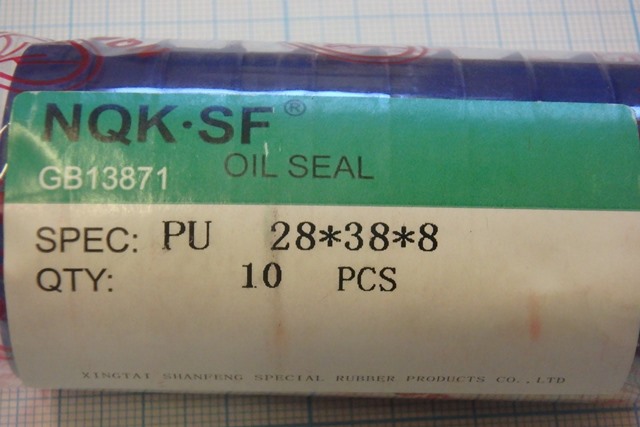 NQK·SF®
OIL SEAL
GB13871
SPEC: PU 28*38*8
QTY: 10 PCS
XINGTAI SHANFENG SPECIAL RUBBER PRODUCTS CO.,LTD